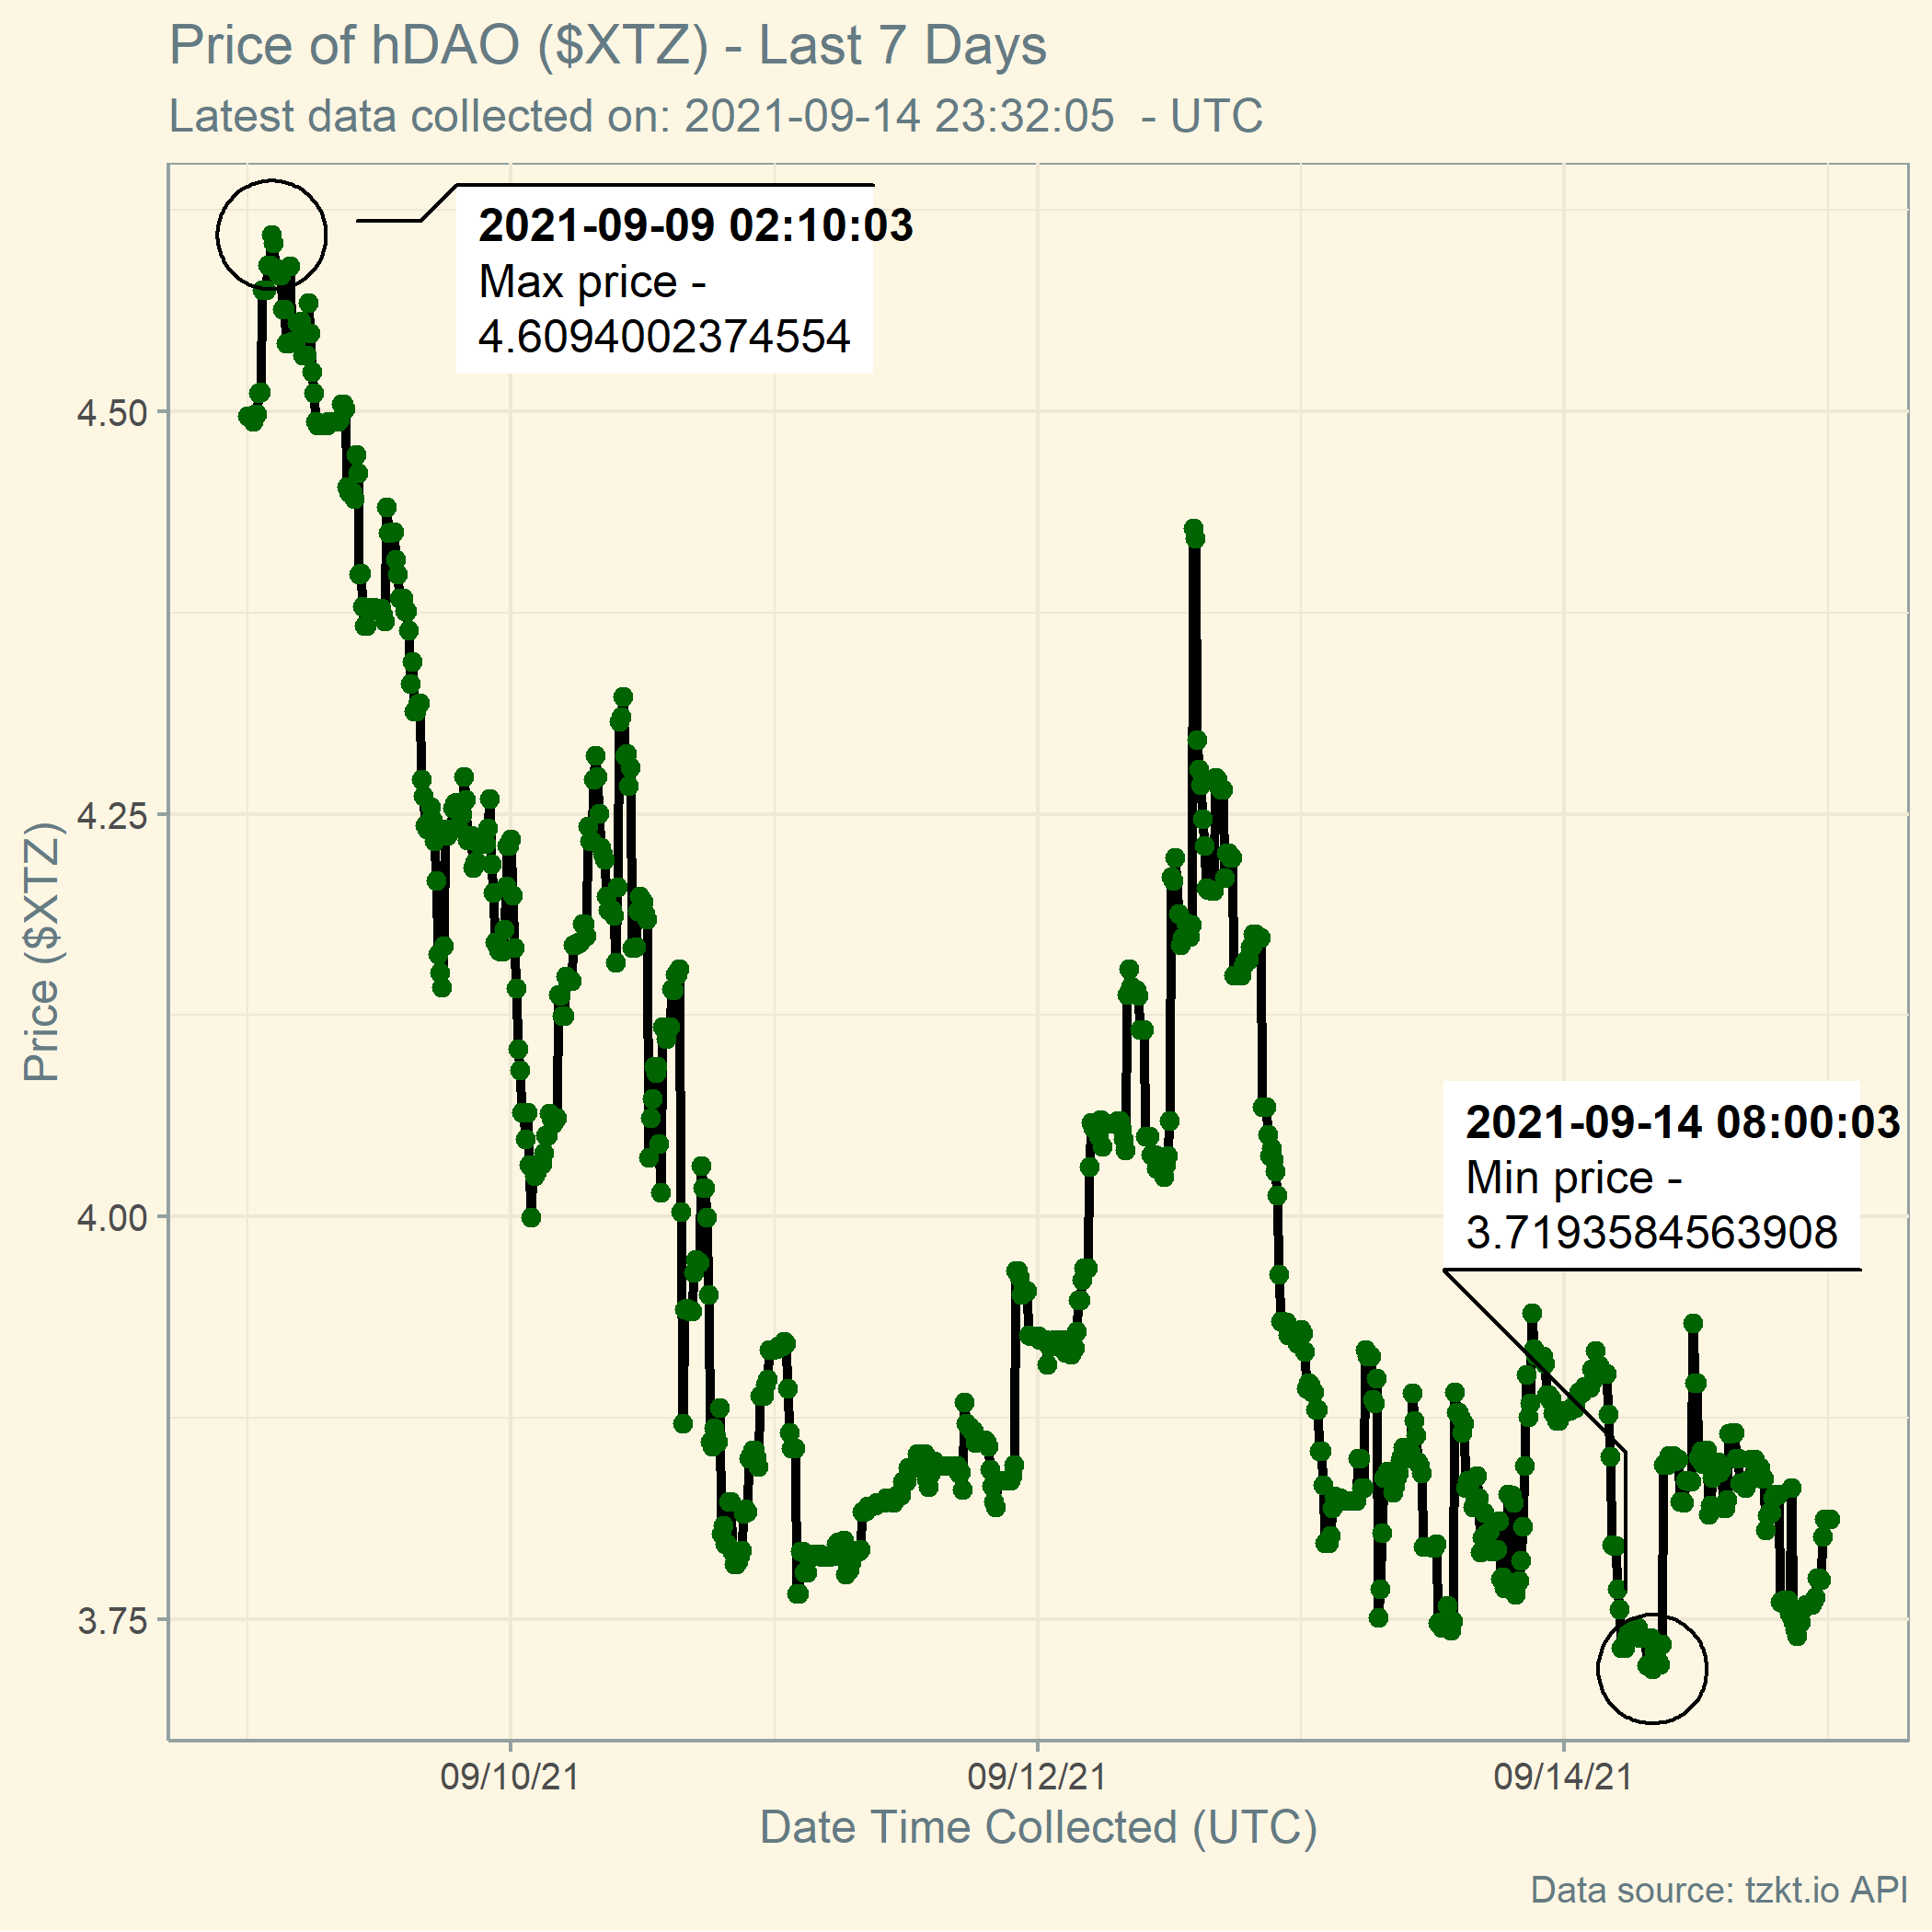 Price of hDAO ($XTZ) - Last 7 Days
Latest data collected on: 2021-09-14 23:32:05  - UTC
2021-09-09 02:10:03
Max price -
4.6094002374554
4.50
4.25
Price ($XTZ)
2021-09-14 08:00:03
Min price -
3.7193584563908
4.00
3.75
09/10/21
09/12/21
09/14/21
Date Time Collected (UTC)
Data source: tzkt.io API